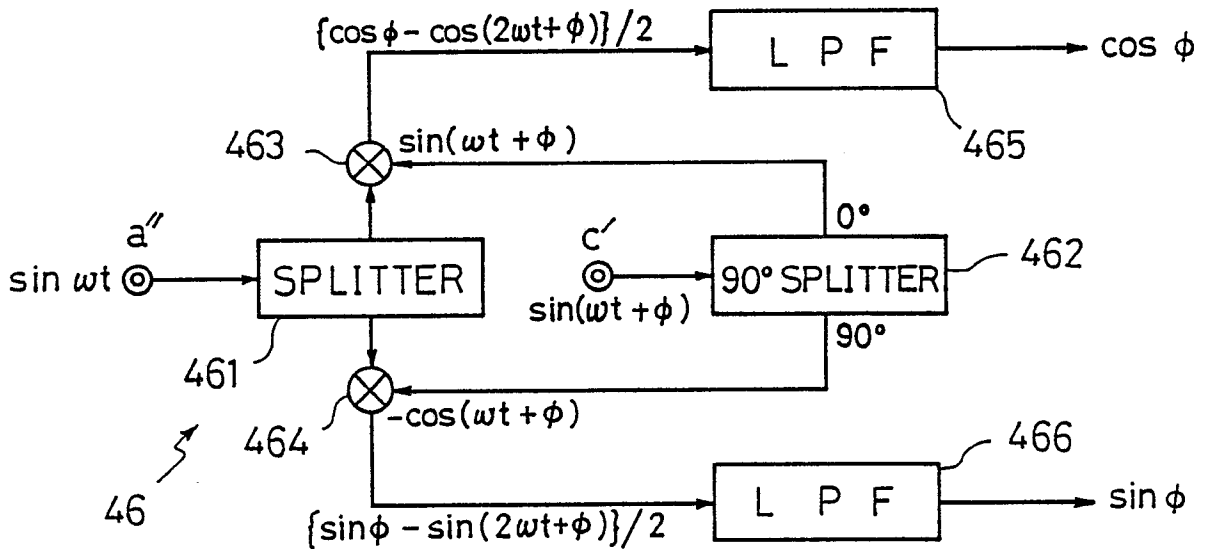 {cosϕ − cos(2ωt+ϕ)}/2
L P F
cos ϕ
465
463
sin(ωt + ϕ)
0°
a″
sin ωt
SPLITTER
461
c′
sin(ωt+ϕ)
90° SPLITTER
462
90°
464
-cos(ωt+ϕ)
466
46
{sinϕ − sin(2ωt+ϕ)}/2
L P F
sin ϕ